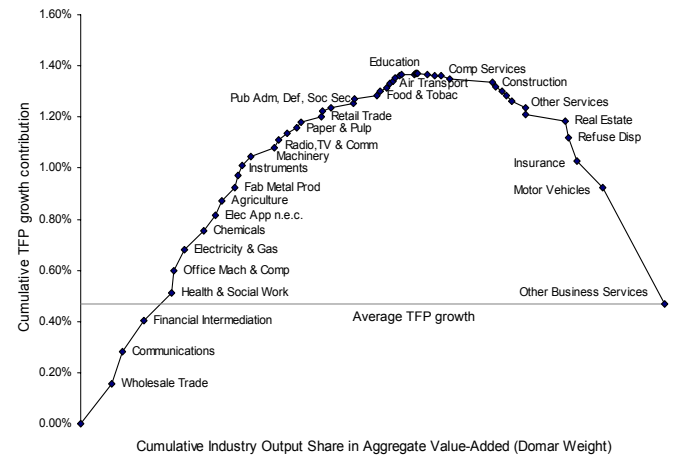 1.60%
1.40%
1.20%
1.00%
0.80%
0.60%
0.40%
0.20%
0.00%
Cumulative TFP growth contribution
Education
Comp Services
Air Transport
Construction
Pub Adm, Def, Soc Sec
Food & Tobac
Other Services
Retail Trade
Real Estate
Paper & Pulp
Refuse Disp
Radio,TV & Comm
Machinery
Insurance
Instruments
Fab Metal Prod
Motor Vehicles
Agriculture
Elec App n.e.c.
Chemicals
Electricity & Gas
Office Mach & Comp
Health & Social Work
Other Business Services
Financial Intermediation
Average TFP growth
Communications
Wholesale Trade
Cumulative Industry Output Share in Aggregate Value-Added (Domar Weight)